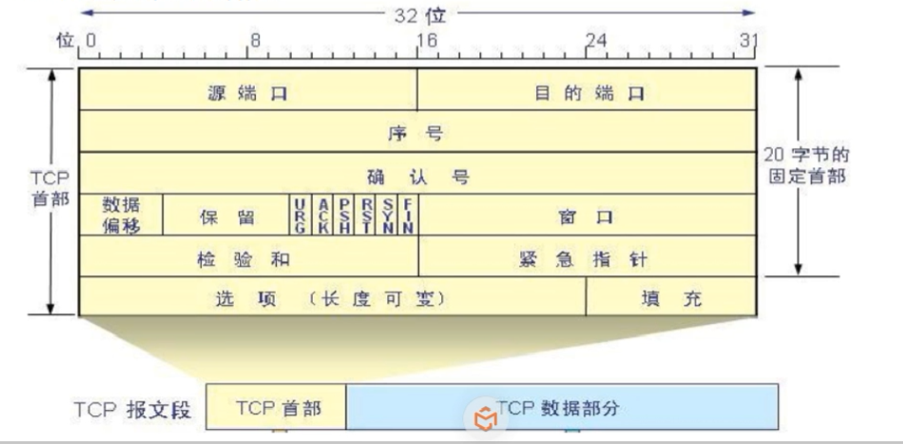 32 位
位 0 8 16 24 31
源 端 口 目 的 端 口
序 号
确 认 号
TCP
首部
20 字节的
固定首部
数据
偏移
保 留
URG
ACK
PSH
RST
SYN
FIN
窗 口
检 验 和 紧 急 指 针
选 项 (长 度 可 变) 填 充
TCP 报文段 TCP 首部 TCP 数据部分